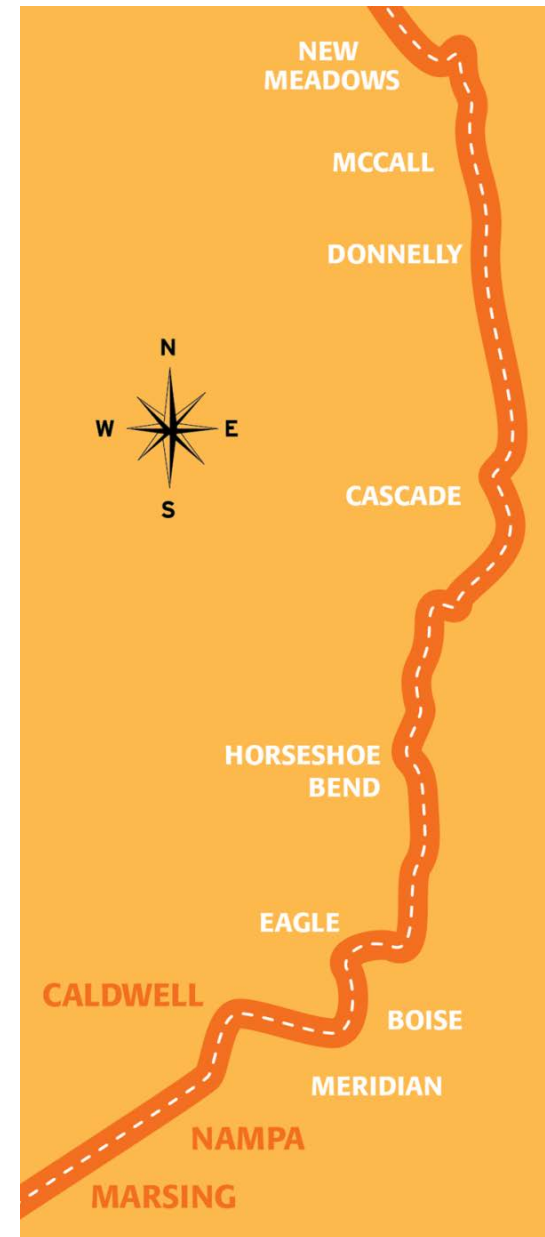 NEW
MEADOWS
MCCALL
DONNELLY
N
W E
S
CASCADE
HORSESHOE
BEND
EAGLE
CALDWELL
BOISE
MERIDIAN
NAMPA
MARSING